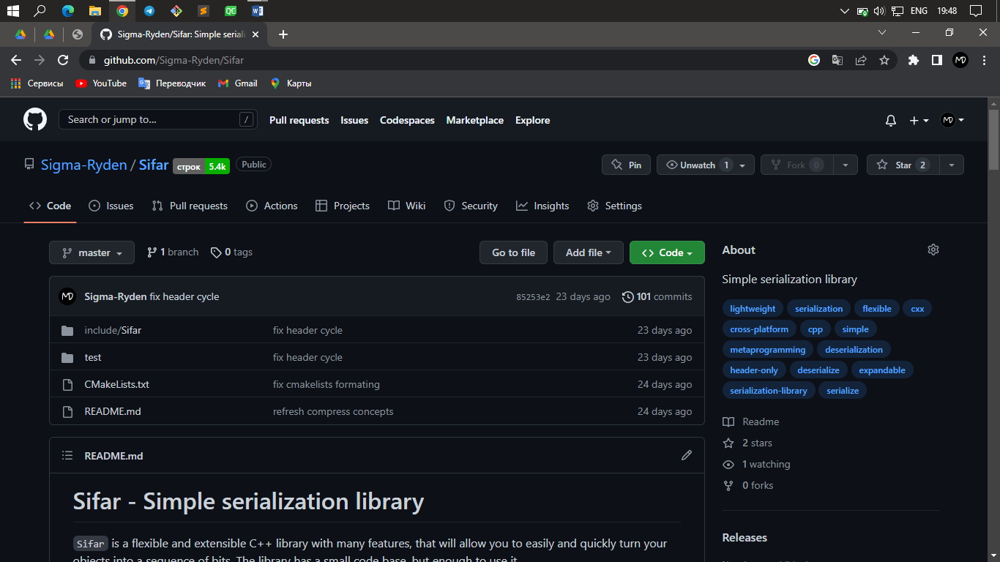 QC
W
ENG
19:48
Sigma-Ryden/Sifar: Simple seriali
github.com/Sigma-Ryden/Sifar
MD
Сервисы
YouTube
Переводчик
Gmail
Карты
Search or jump to...
/
Pull requests
Issues
Codespaces
Marketplace
Explore
MD
Sigma-Ryden / Sifar
строк 5.4k
Public
Pin
Unwatch 1
Fork 0
Star 2
Code
Issues
Pull requests
Actions
Projects
Wiki
Security
Insights
Settings
master
1 branch
0 tags
Go to file
Add file
Code
MD
Sigma-Ryden fix header cycle
85253e2 23 days ago
101 commits
include/Sifar
fix header cycle
23 days ago
test
fix header cycle
23 days ago
CMakeLists.txt
fix cmakelists formating
24 days ago
README.md
refresh compress concepts
24 days ago
README.md
Sifar - Simple serialization library
Sifar is a flexible and extensible C++ library with many features, that will allow you to easily and quickly turn your
objects into a sequence of bits. The library has a small code base, but enough to use it
About
Simple serialization library
lightweight serialization flexible cxx
cross-platform cpp simple
metaprogramming deserialization
header-only deserialize expandable
serialization-library serialize
Readme
2 stars
1 watching
0 forks
Releases